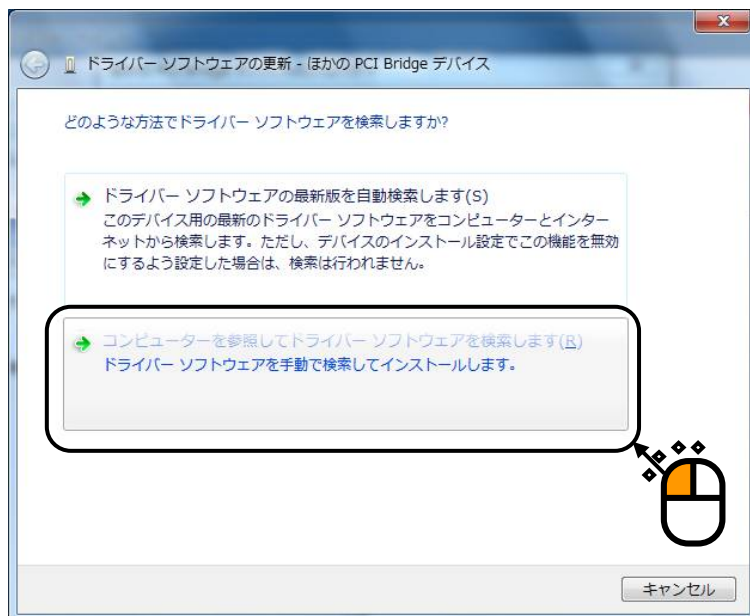 ドライバー ソフトウェアの更新 - ほかの PCI Bridge デバイス
どのような方法でドライバー ソフトウェアを検索しますか?
ドライバー ソフトウェアの最新版を自動検索します(S)
このデバイス用の最新のドライバー ソフトウェアをコンピューターとインター
ネットから検索します。ただし、デバイスのインストール設定でこの機能を無効
にするよう設定した場合は、検索は行われません。
コンピューターを参照してドライバー ソフトウェアを検索します(R)
ドライバー ソフトウェアを手動で検索してインストールします。
キャンセル